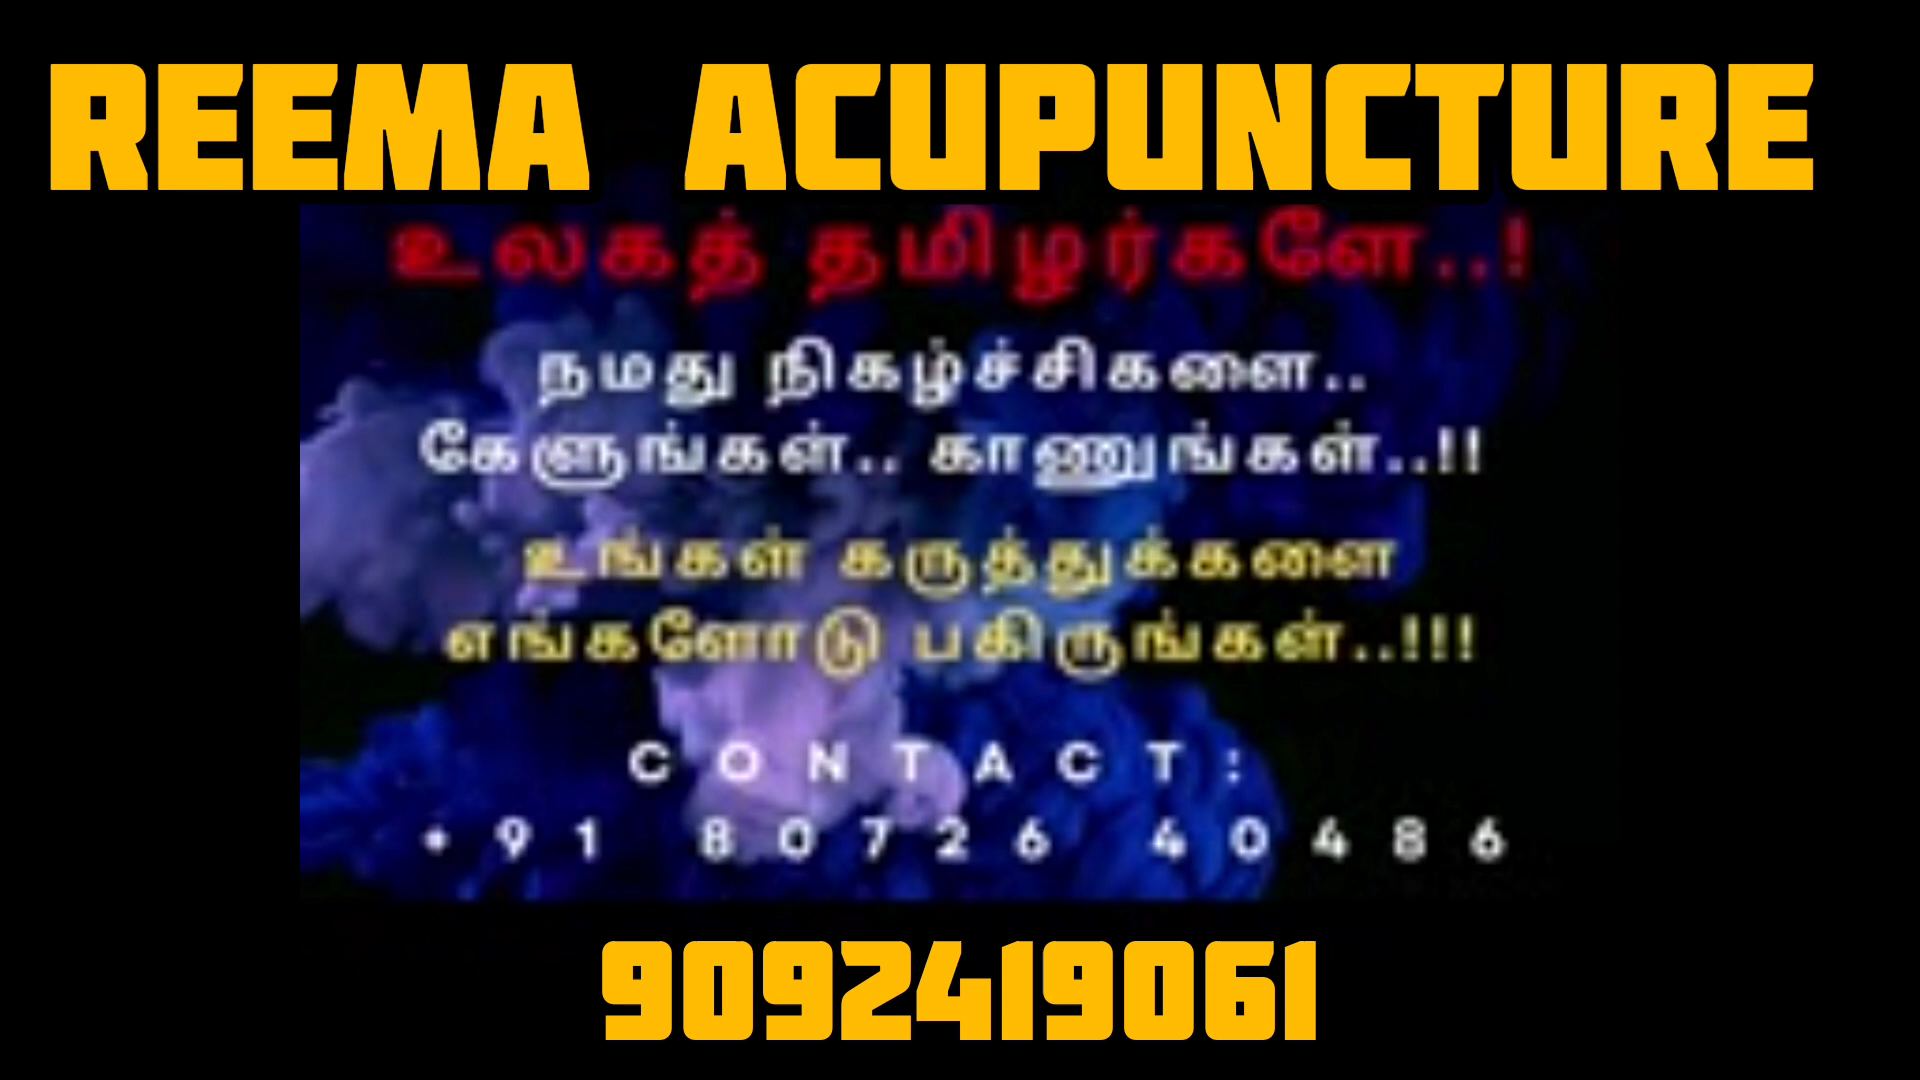 REEMA ACUPUNCTURE
உலகத் தமிழர்களே..!
நமது நிகழ்ச்சிகளை..
கேளுங்கள்.. காணுங்கள்..!!
உங்கள் கருத்துக்களை
எங்களோடு பகிருங்கள்..!!!
CONTACT:
+91 80726 40486
9092419061